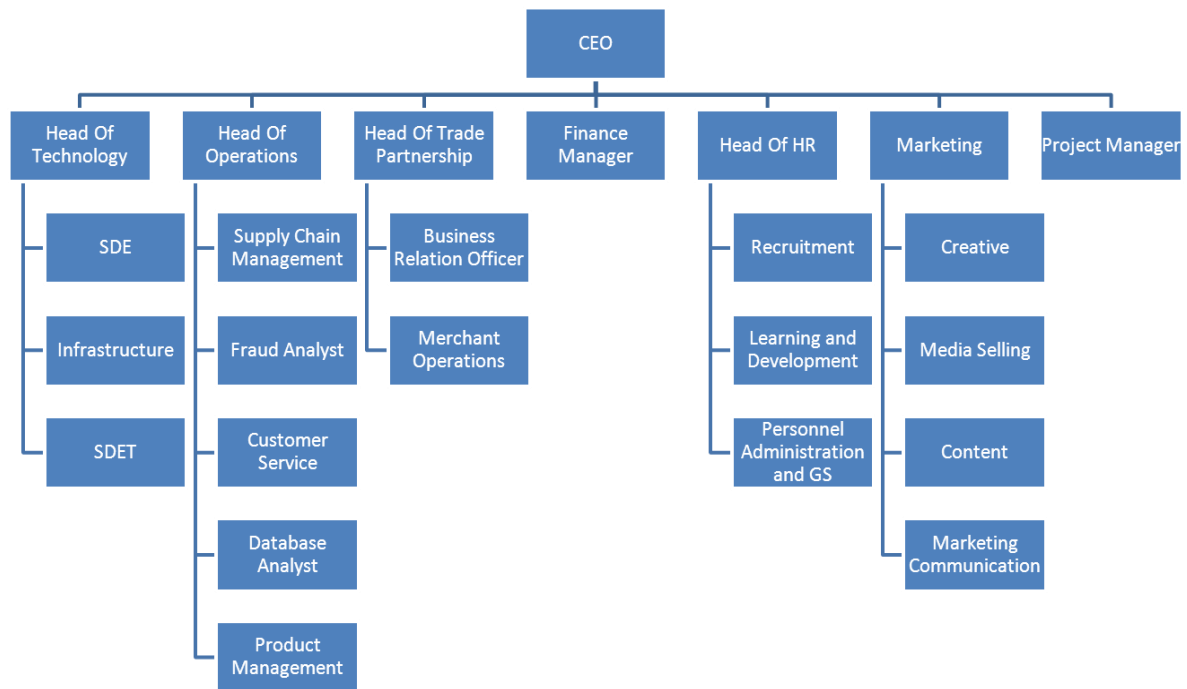 CEO
Head Of
Technology
Head Of
Operations
Head Of Trade
Partnership
Finance
Manager
Head Of HR
Marketing
Project Manager
SDE
Infrastructure
SDET
Supply Chain
Management
Fraud Analyst
Customer
Service
Database
Analyst
Product
Management
Business
Relation Officer
Merchant
Operations
Recruitment
Learning and
Development
Personnel
Administration
and GS
Creative
Media Selling
Content
Marketing
Communication